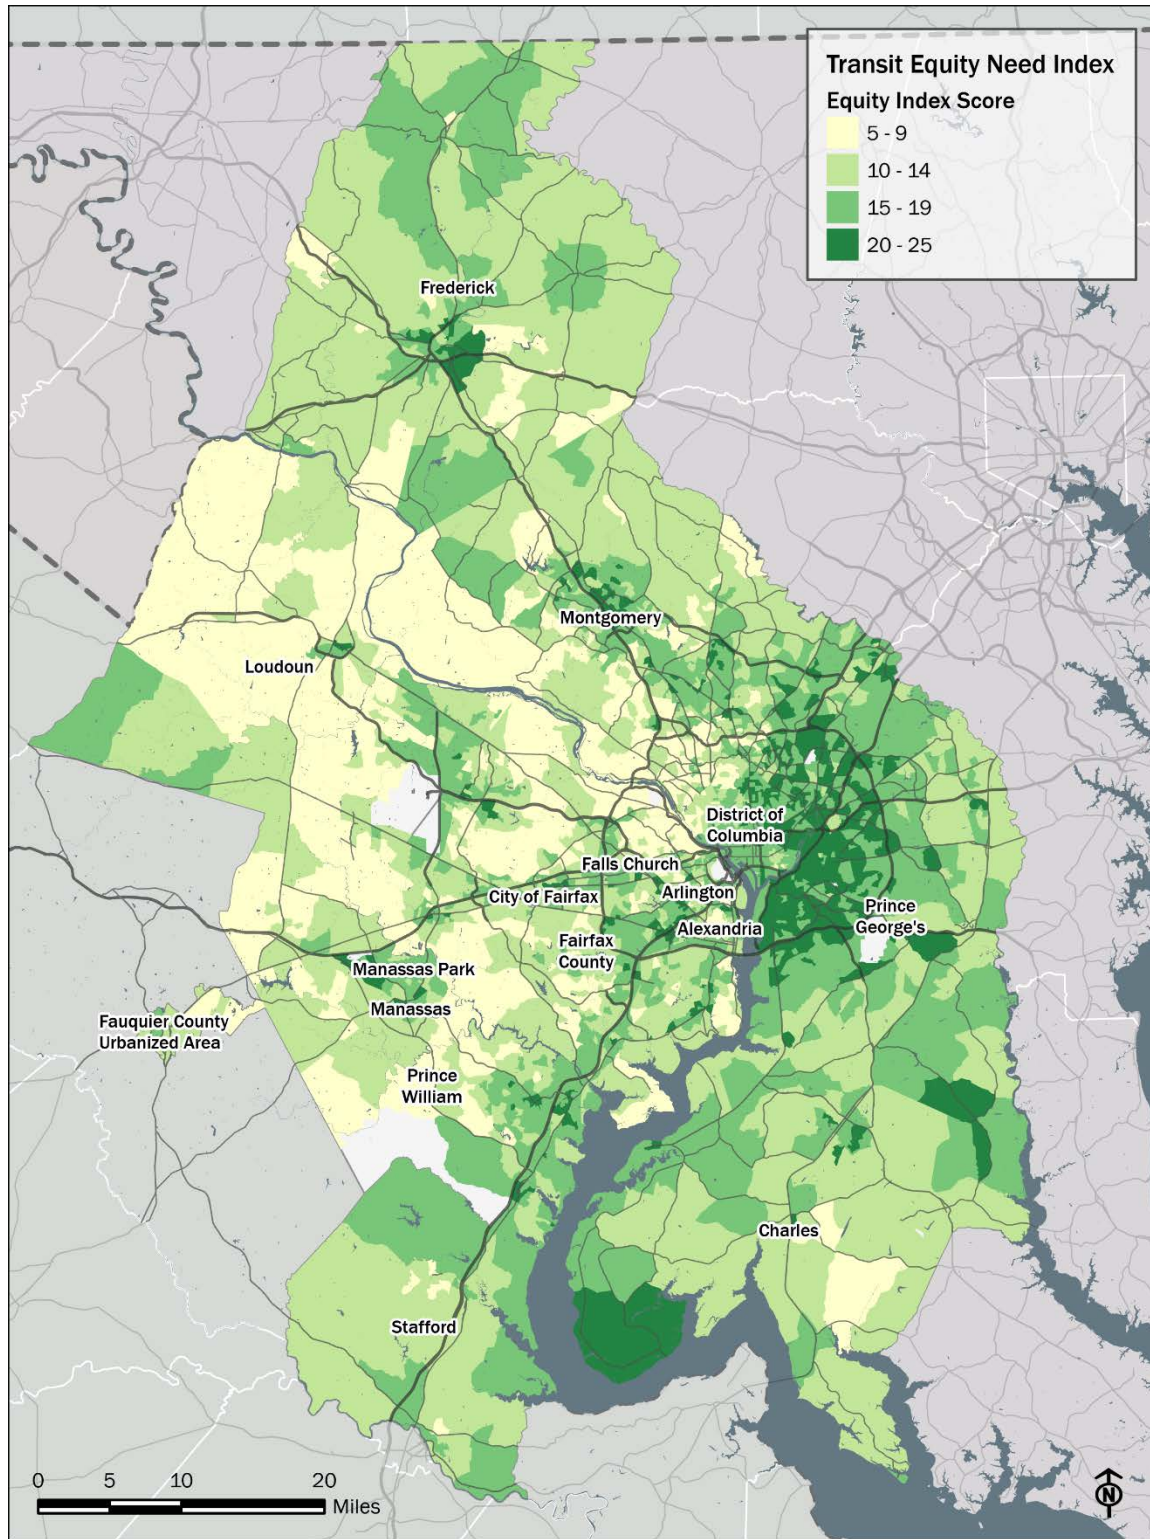 Transit Equity Need Index
Equity Index Score
5 - 9
10 - 14
15 - 19
20 - 25
Frederick
Montgomery
Loudoun
District of
Columbia
Falls Church
Arlington
City of Fairfax
Alexandria
Prince
George's
Fairfax
County
Manassas Park
Manassas
Fauquier County
Urbanized Area
Prince
William
Charles
Stafford
0 5 10 20
Miles
N